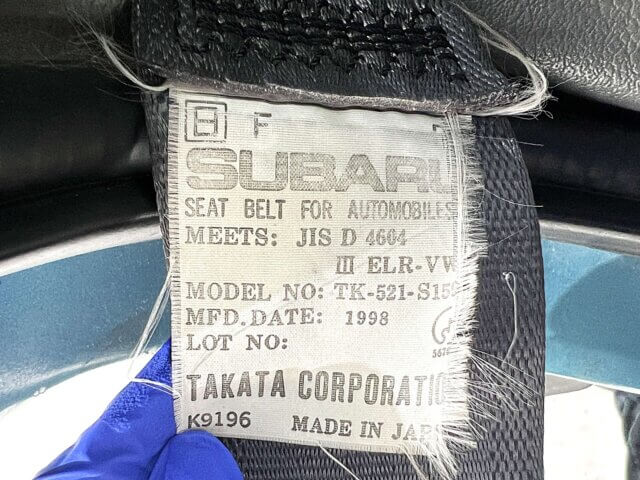 日 F
SUBARU
SEAT BELT FOR AUTOMOBILES
MEETS: JIS D 4604
III ELR-VW
MODEL NO: TK-521-S15
MFD.DATE: 1998
LOT NO:
TAKATA CORPORATIO
K9196 MADE IN JAP